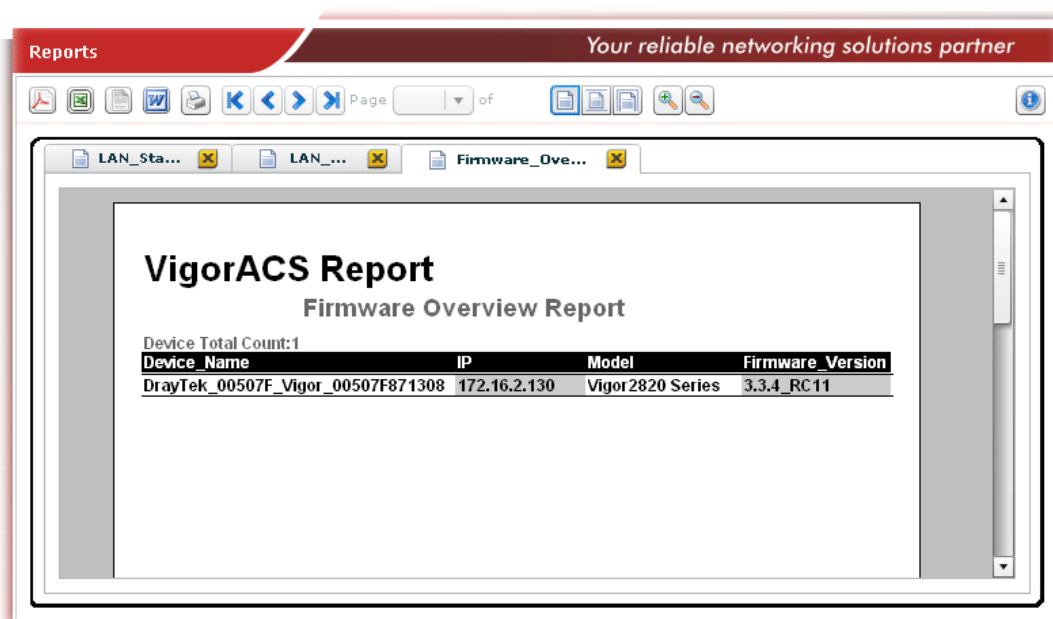 Reports
Your reliable networking solutions partner
Page of
LAN_Sta... LAN_... Firmware_Ove...
VigorACS Report
Firmware Overview Report
Device Total Count:1
Device_Name IP Model Firmware_Version
DrayTek_00507F_Vigor_00507F871308 172.16.2.130 Vigor2820 Series 3.3.4_RC11